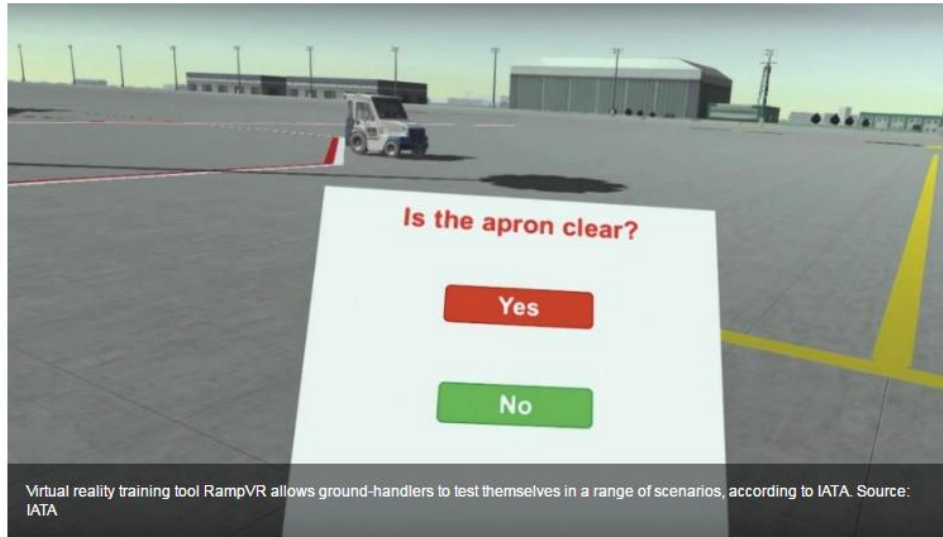 Is the apron clear?
Yes
No
Virtual reality training tool RampVR allows ground-handlers to test themselves in a range of scenarios, according to IATA. Source:
IATA